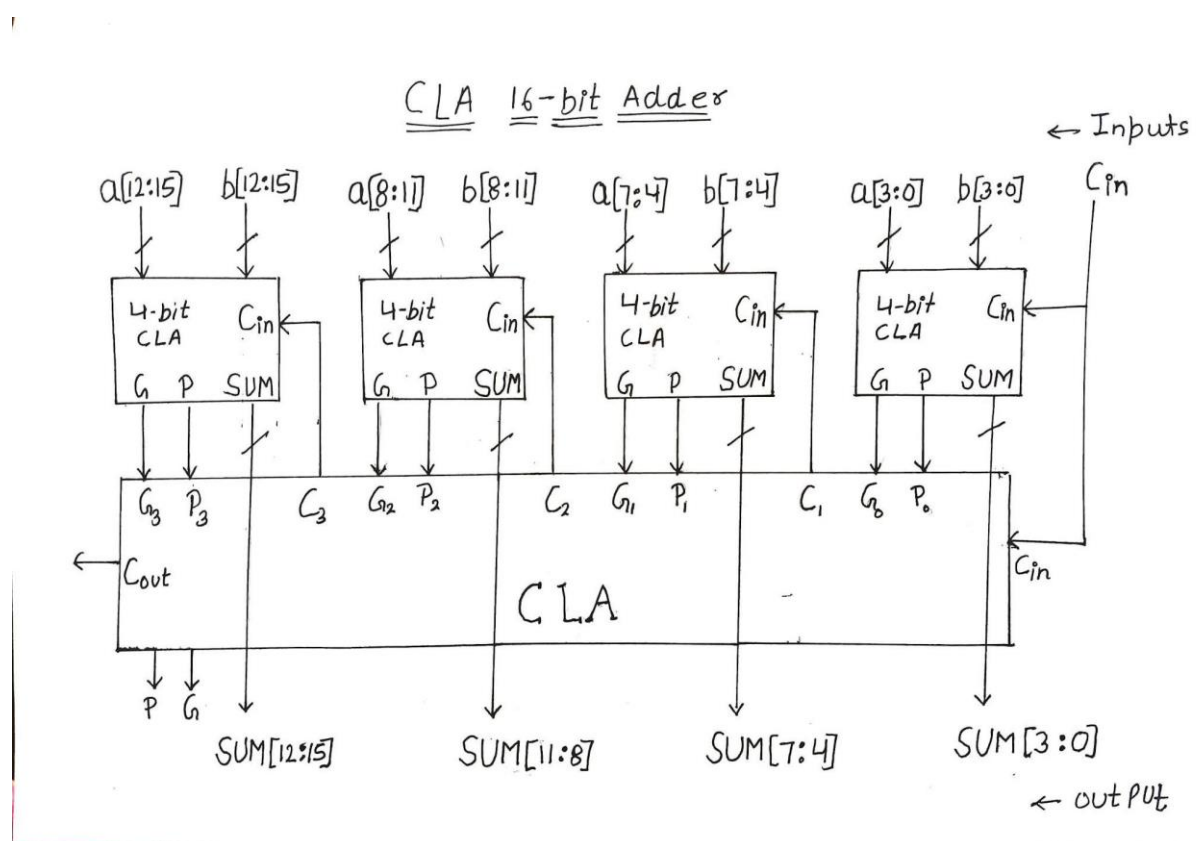 CLA 16-bit Adder
← Inputs
a[12:15] b[12:15] a[8:11] b[8:11] a[7:4] b[7:4] a[3:0] b[3:0] Cin
4-bit CLA Cin 4-bit CLA Cin 4-bit CLA Cin 4-bit CLA Cin
G P SUM G P SUM G P SUM G P SUM
G3 P3 C3 G2 P2 C2 G1 P1 C1 G0 P0
Cout Cin
CLA
P G
SUM[12:15] SUM[11:8] SUM[7:4] SUM[3:0]
← output